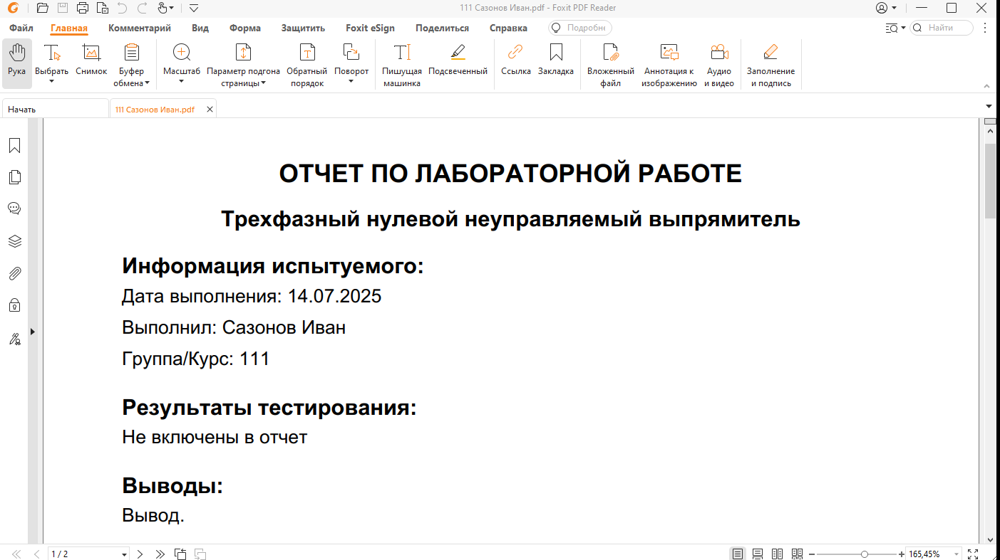 111 Сазонов Иван.pdf - Foxit PDF Reader
Файл Главная Комментарий Вид Форма Защитить Foxit eSign Поделиться Справка Подробне Найти
Рука Выбрать Снимок Буфер обмена Масштаб Параметр подгона страницы Обратный порядок Поворот Пишущая машинка Подсвеченный Ссылка Закладка Вложенный файл Аннотация к изображению Аудио и видео Заполнение и подпись
Начать 111 Сазонов Иван.pdf
ОТЧЕТ ПО ЛАБОРАТОРНОЙ РАБОТЕ
Трехфазный нулевой неуправляемый выпрямитель
Информация испытуемого:
Дата выполнения: 14.07.2025
Выполнил: Сазонов Иван
Группа/Курс: 111
Результаты тестирования:
Не включены в отчет
Выводы:
Вывод.
1 / 2 165,45%